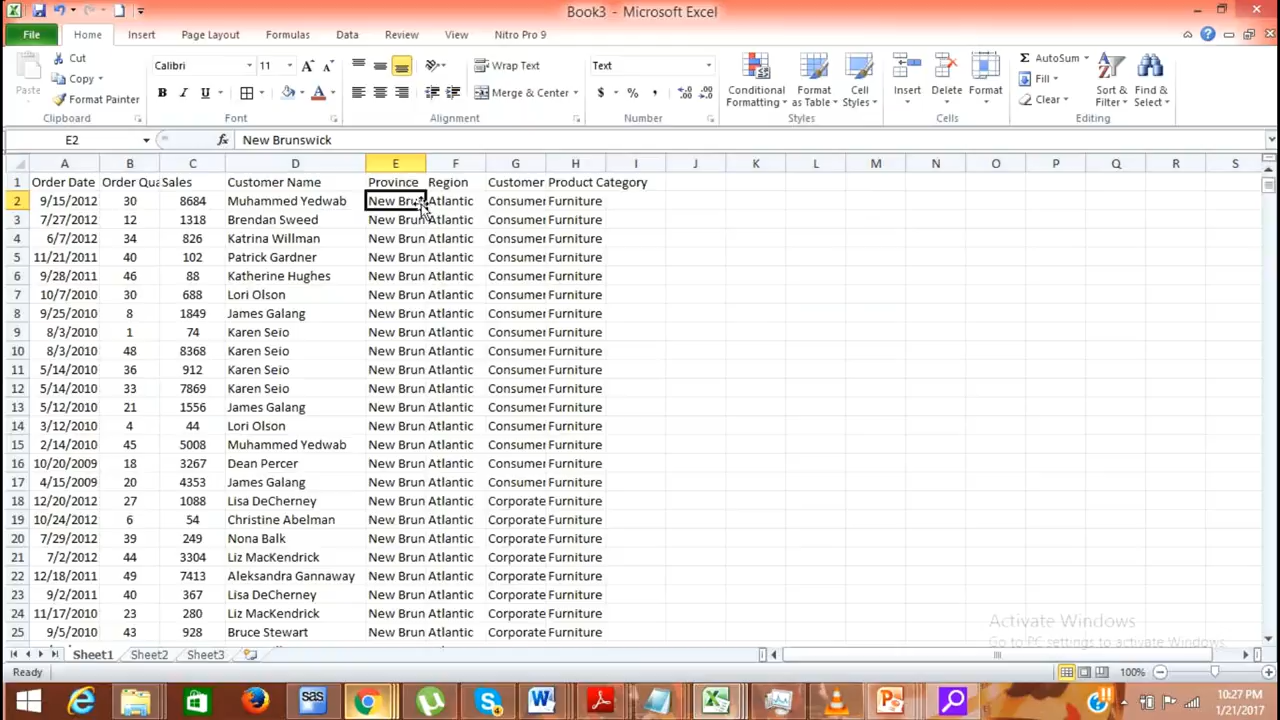 Book3 - Microsoft Excel
File Home Insert Page Layout Formulas Data Review View Nitro Pro 9
Paste Cut Copy Format Painter
Calibri 11 B I U A A A
Wrap Text Merge & Center
Text $ % ,
Conditional Formatting Format as Table Cell Styles
Insert Delete Format
AutoSum Fill Clear Sort & Filter Find & Select
Clipboard Font Alignment Number Styles Cells Editing
E2 fx New Brunswick
A B C D E F G H I J K L M N O P Q R S
1 Order Date Order Qua Sales Customer Name Province Region Customer Product Category
2 9/15/2012 30 8684 Muhammed Yedwab New Brun Atlantic Consumer Furniture
3 7/27/2012 12 1318 Brendan Sweed New Brun Atlantic Consumer Furniture
4 6/7/2012 34 826 Katrina Willman New Brun Atlantic Consumer Furniture
5 11/21/2011 40 102 Patrick Gardner New Brun Atlantic Consumer Furniture
6 9/28/2011 46 88 Katherine Hughes New Brun Atlantic Consumer Furniture
7 10/7/2010 30 688 Lori Olson New Brun Atlantic Consumer Furniture
8 9/25/2010 8 1849 James Galang New Brun Atlantic Consumer Furniture
9 8/3/2010 1 74 Karen Seio New Brun Atlantic Consumer Furniture
10 8/3/2010 48 8368 Karen Seio New Brun Atlantic Consumer Furniture
11 5/14/2010 36 912 Karen Seio New Brun Atlantic Consumer Furniture
12 5/14/2010 33 7869 Karen Seio New Brun Atlantic Consumer Furniture
13 5/12/2010 21 1556 James Galang New Brun Atlantic Consumer Furniture
14 3/12/2010 4 44 Lori Olson New Brun Atlantic Consumer Furniture
15 2/14/2010 45 5008 Muhammed Yedwab New Brun Atlantic Consumer Furniture
16 10/20/2009 18 3267 Dean Percer New Brun Atlantic Consumer Furniture
17 4/15/2009 20 4353 James Galang New Brun Atlantic Consumer Furniture
18 12/20/2012 27 1088 Lisa DeCherney New Brun Atlantic Corporate Furniture
19 10/24/2012 6 54 Christine Abelman New Brun Atlantic Corporate Furniture
20 7/29/2012 39 249 Nona Balk New Brun Atlantic Corporate Furniture
21 7/2/2012 44 3304 Liz MacKendrick New Brun Atlantic Corporate Furniture
22 12/18/2011 49 7413 Aleksandra Gannaway New Brun Atlantic Corporate Furniture
23 9/2/2011 40 367 Lisa DeCherney New Brun Atlantic Corporate Furniture
24 11/17/2010 23 280 Liz MacKendrick New Brun Atlantic Corporate Furniture
25 9/5/2010 43 928 Bruce Stewart New Brun Atlantic Corporate Furniture
Activate Windows
Go to PC settings to activate Windows.
Sheet1 Sheet2 Sheet3
Ready 100%
sas
10:27 PM
1/21/2017